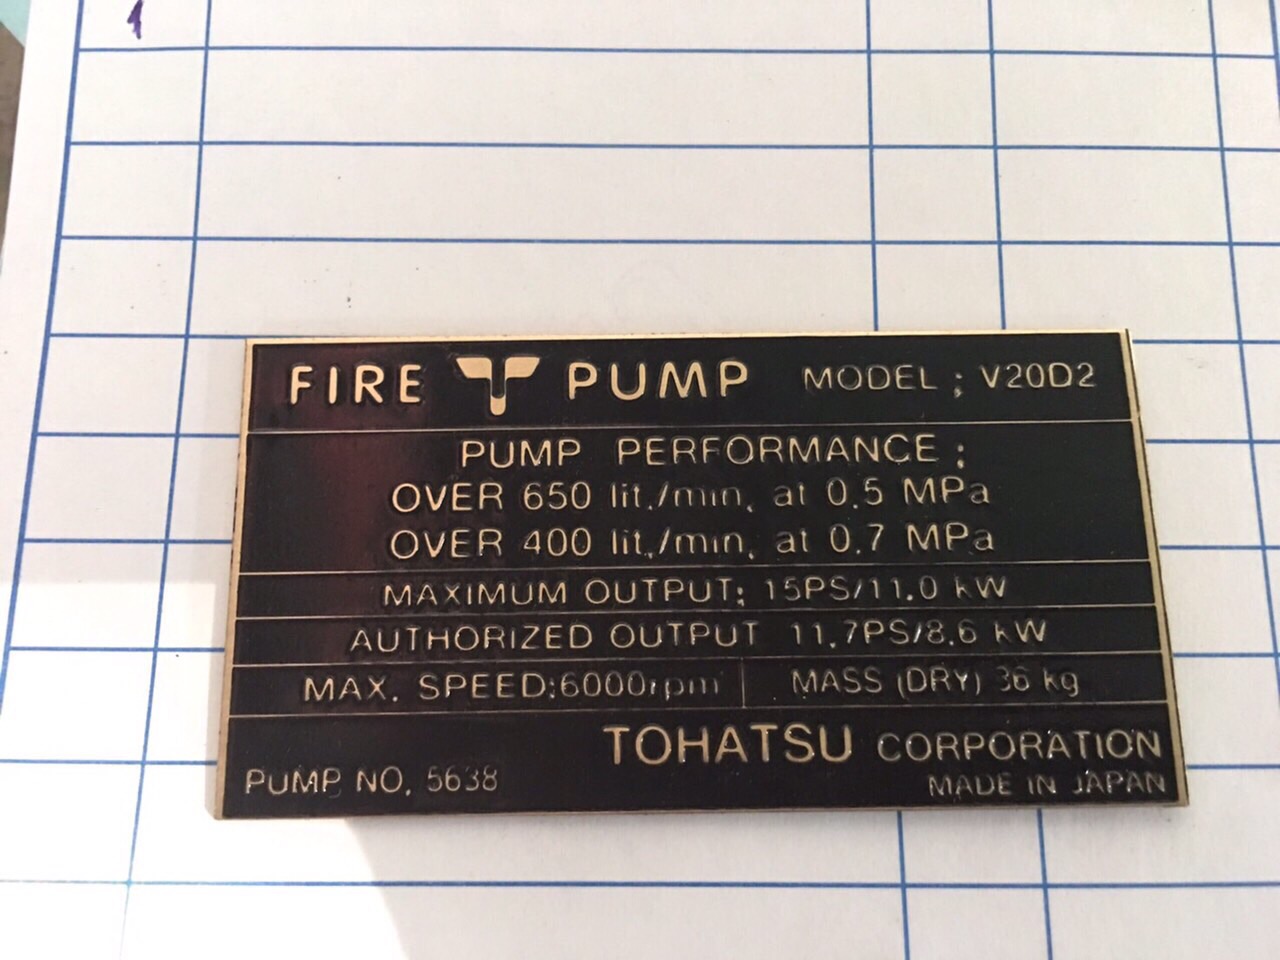 1
FIRE PUMP MODEL ; V20D2
PUMP PERFORMANCE ;
OVER 650 lit./min. at 0.5 MPa
OVER 400 lit./min. at 0.7 MPa
MAXIMUM OUTPUT; 15PS/11.0 kW
AUTHORIZED OUTPUT 11.7PS/8.6 kW
MAX. SPEED:6000rpm MASS (DRY) 36 kg
TOHATSU CORPORATION
PUMP NO. 5638 MADE IN JAPAN